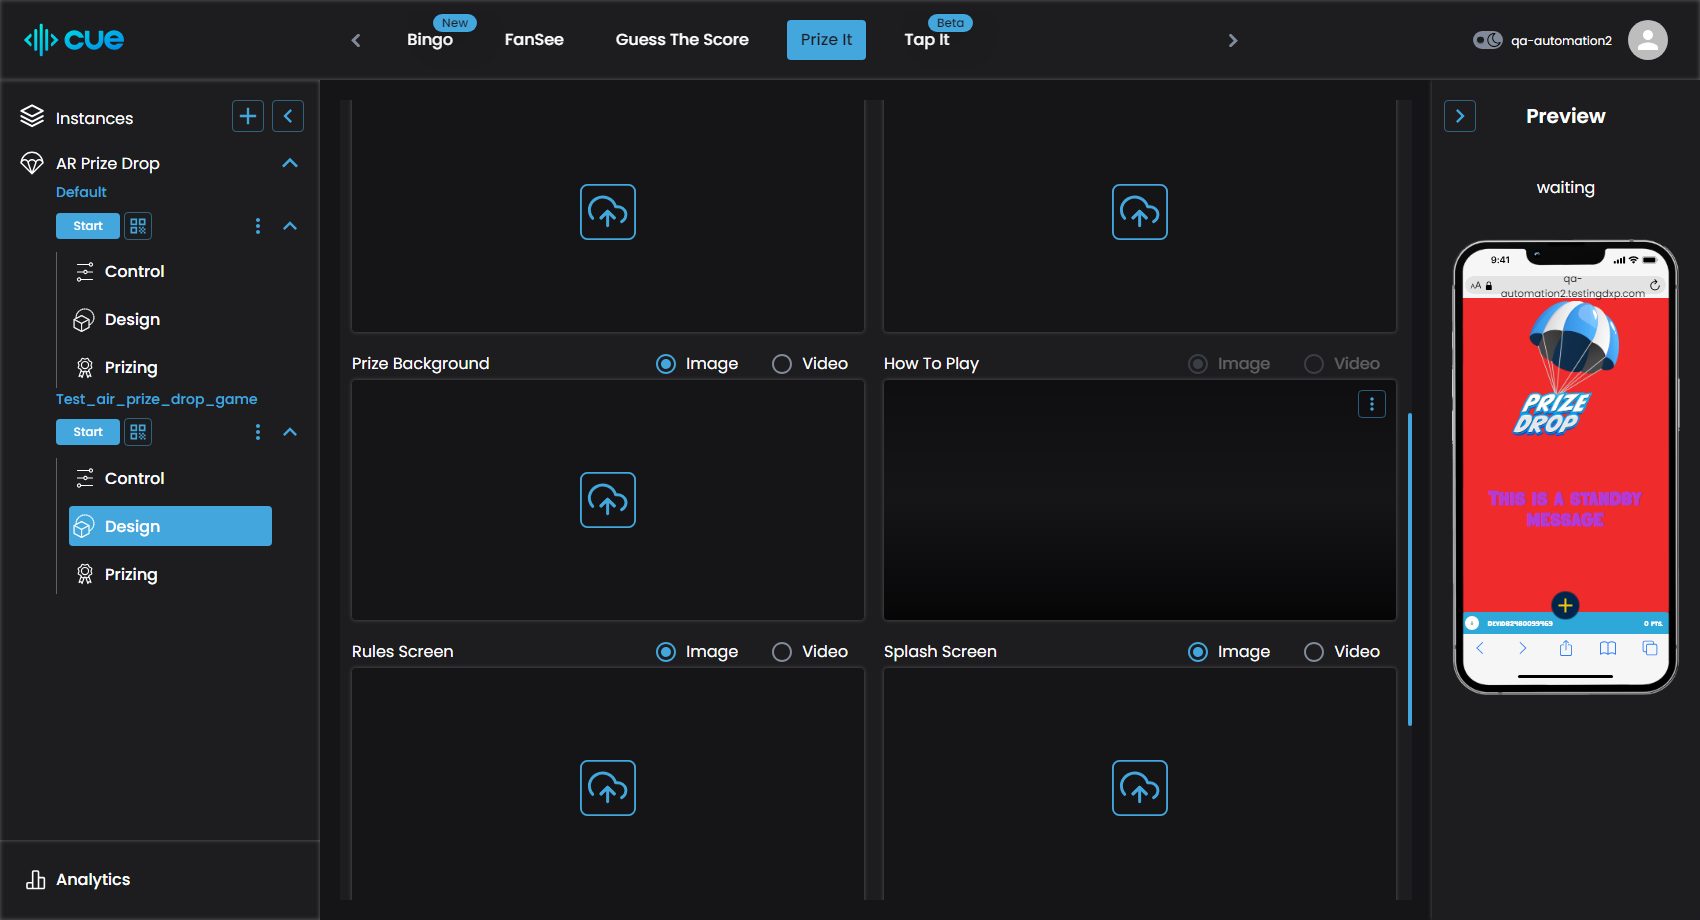 cue
New
Bingo
FanSee
Guess The Score
Prize It
Beta
Tap It
qa-automation2
Instances
AR Prize Drop
Default
Start
Control
Design
Prizing
Test_air_prize_drop_game
Start
Control
Design
Prizing
Analytics
Prize Background
Image
Video
How To Play
Image
Video
Rules Screen
Image
Video
Splash Screen
Image
Video
Preview
waiting
9:41
AA
qa-
automation2.testingdxp.com
PRIZE
DROP
THIS IS A STANDBY
MESSAGE
0 PTS.